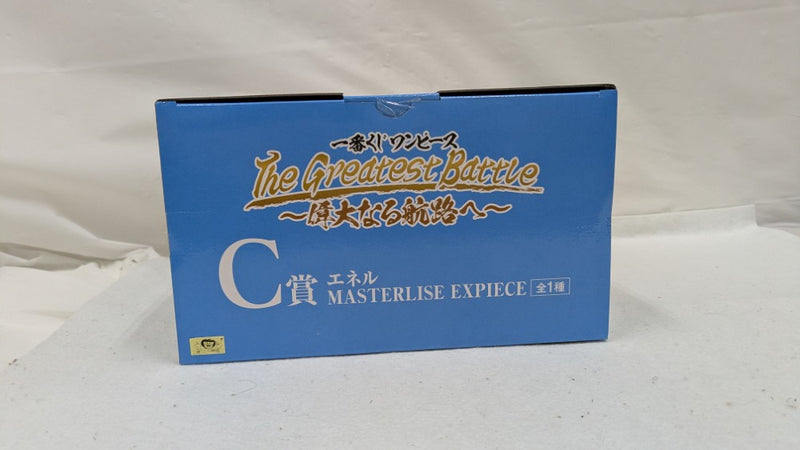 一番くじ ワンピース
The Greatest Battle
～偉大なる航路へ～
C賞 エネル
MASTERLISE EXPIECE 全1種